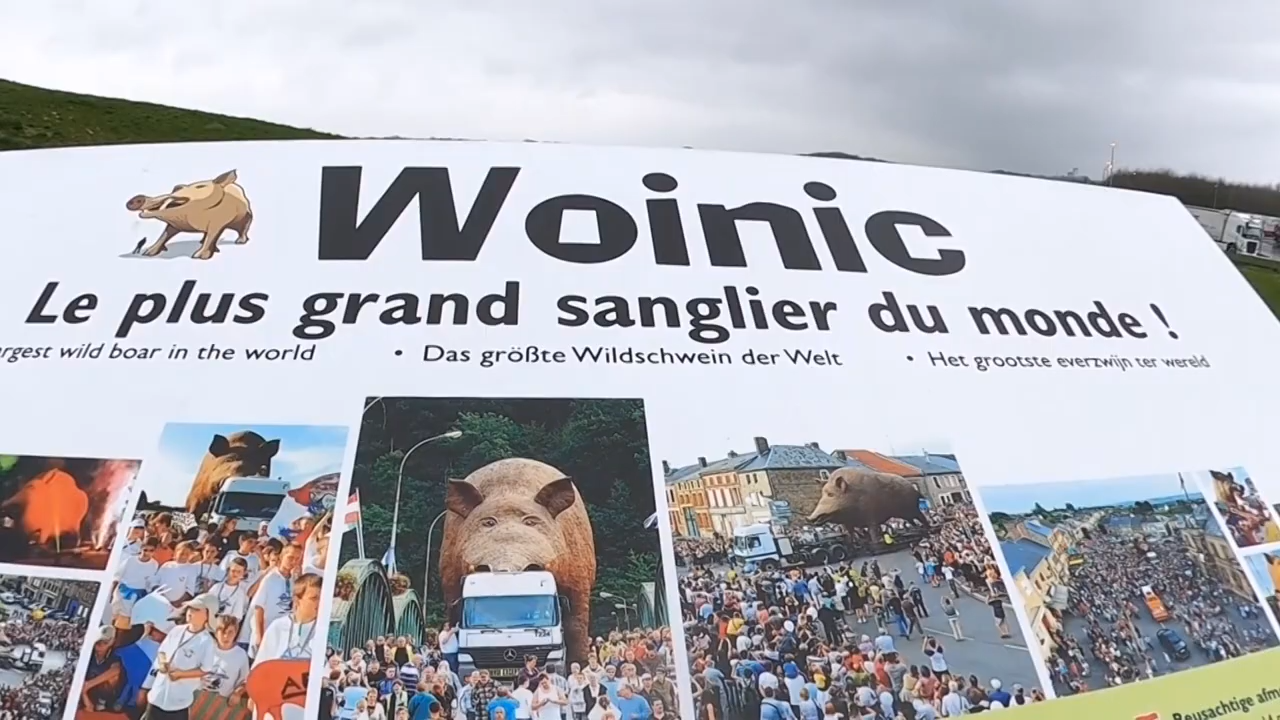 Woinic
Le plus grand sanglier du monde !
wild boar in the world • Das größte Wildschwein der Welt • Het grootste everzwijn ter wereld
Reusachtige